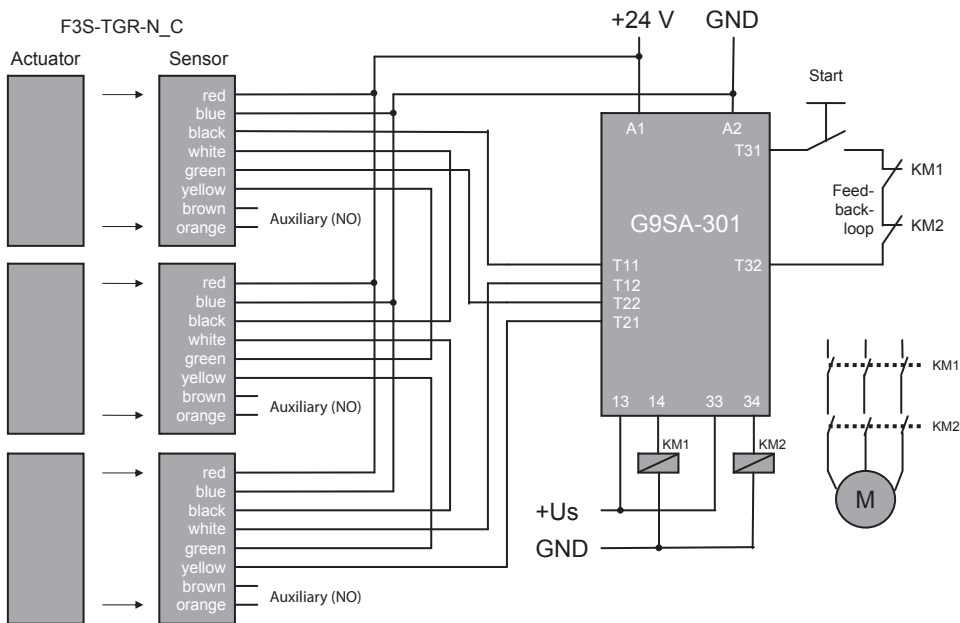 F3S-TGR-N_C
Actuator
Sensor
red
blue
black
white
green
yellow
brown
orange
Auxiliary (NO)
red
blue
black
white
green
yellow
brown
orange
Auxiliary (NO)
red
blue
black
white
green
yellow
brown
orange
Auxiliary (NO)
+24 V
GND
A1
A2
T31
G9SA-301
T11
T12
T22
T21
T32
13
14
33
34
KM1
KM2
+Us
GND
Start
KM1
Feed-
back-
loop
KM2
KM1
KM2
M